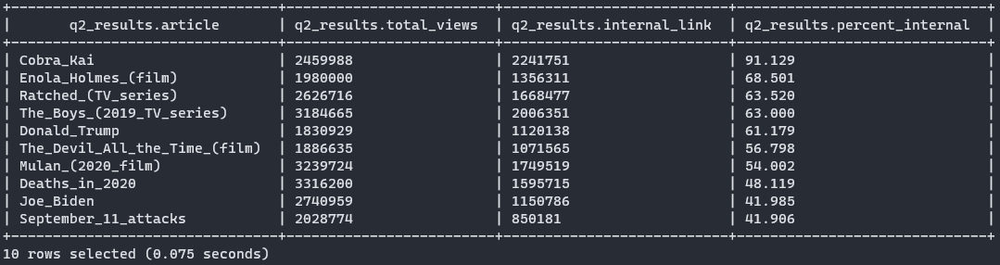 +--------------------------------+-------------------------+---------------------------+------------------------------+
|       q2_results.article       | q2_results.total_views  | q2_results.internal_link  | q2_results.percent_internal  |
+--------------------------------+-------------------------+---------------------------+------------------------------+
| Cobra_Kai                      | 2459988                 | 2241751                   | 91.129                       |
| Enola_Holmes_(film)            | 1980000                 | 1356311                   | 68.501                       |
| Ratched_(TV_series)            | 2626716                 | 1668477                   | 63.520                       |
| The_Boys_(2019_TV_series)      | 3184665                 | 2006351                   | 63.000                       |
| Donald_Trump                   | 1830929                 | 1120138                   | 61.179                       |
| The_Devil_All_the_Time_(film)  | 1886635                 | 1071565                   | 56.798                       |
| Mulan_(2020_film)              | 3239724                 | 1749519                   | 54.002                       |
| Deaths_in_2020                 | 3316200                 | 1595715                   | 48.119                       |
| Joe_Biden                      | 2740959                 | 1150786                   | 41.985                       |
| September_11_attacks           | 2028774                 | 850181                    | 41.906                       |
+--------------------------------+-------------------------+---------------------------+------------------------------+
10 rows selected (0.075 seconds)